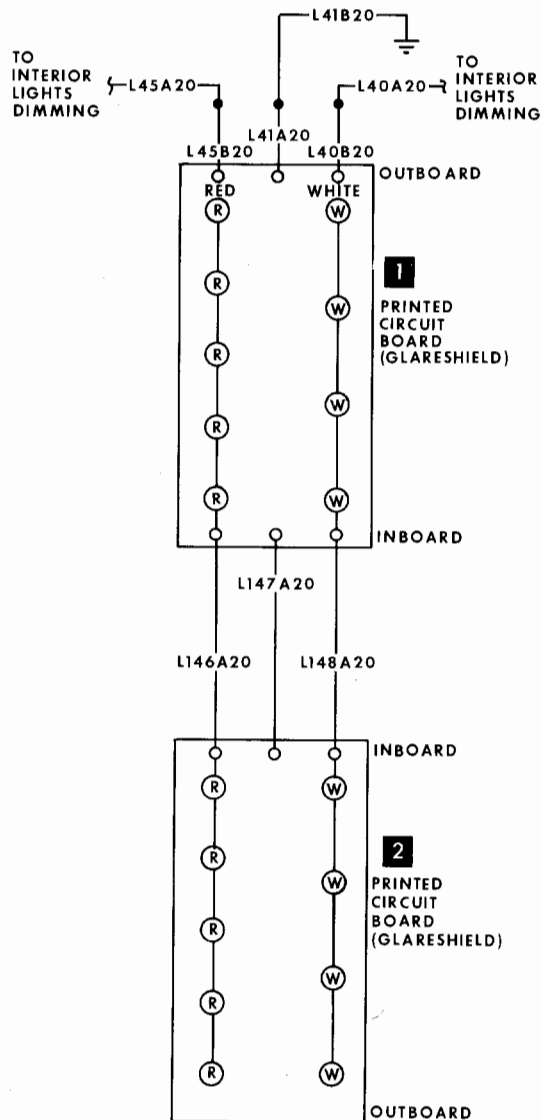 L41B20
TO
INTERIOR
LIGHTS
DIMMING
L45A20
L40A20
TO
INTERIOR
LIGHTS
DIMMING
L41A20
L45B20
L40B20
OUTBOARD
RED
WHITE
R
W
R
W
R
W
R
R
W
1
PRINTED
CIRCUIT
BOARD
(GLARESHIELD)
INBOARD
L147A20
L146A20
L148A20
INBOARD
R
W
R
W
R
W
R
R
W
2
PRINTED
CIRCUIT
BOARD
(GLARESHIELD)
OUTBOARD